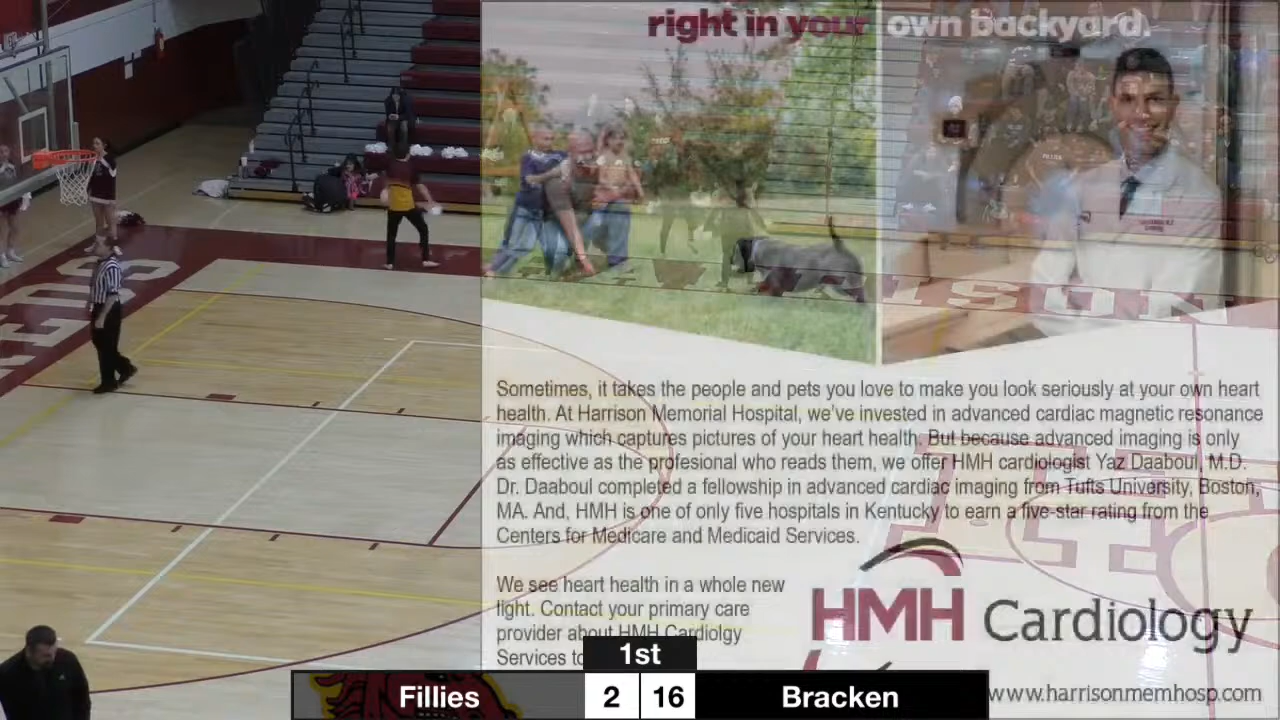 right in your own backyard.
REDS
ISON
Sometimes, it takes the people and pets you love to make you look seriously at your own heart
health. At Harrison Memorial Hospital, we've invested in advanced cardiac magnetic resonance
imaging which captures pictures of your heart health. But because advanced imaging is only
as effective as the profesional who reads them, we offer HMH cardiologist Yaz Daaboul, M.D.
Dr. Daaboul completed a fellowship in advanced cardiac imaging from Tufts University, Boston,
MA. And, HMH is one of only five hospitals in Kentucky to earn a five-star rating from the
Centers for Medicare and Medicaid Services.
We see heart health in a whole new
light. Contact your primary care
provider about HMH Cardiolgy
Services to
HMH Cardiology
www.harrisonmemhosp.com
1st
Fillies 2 16 Bracken